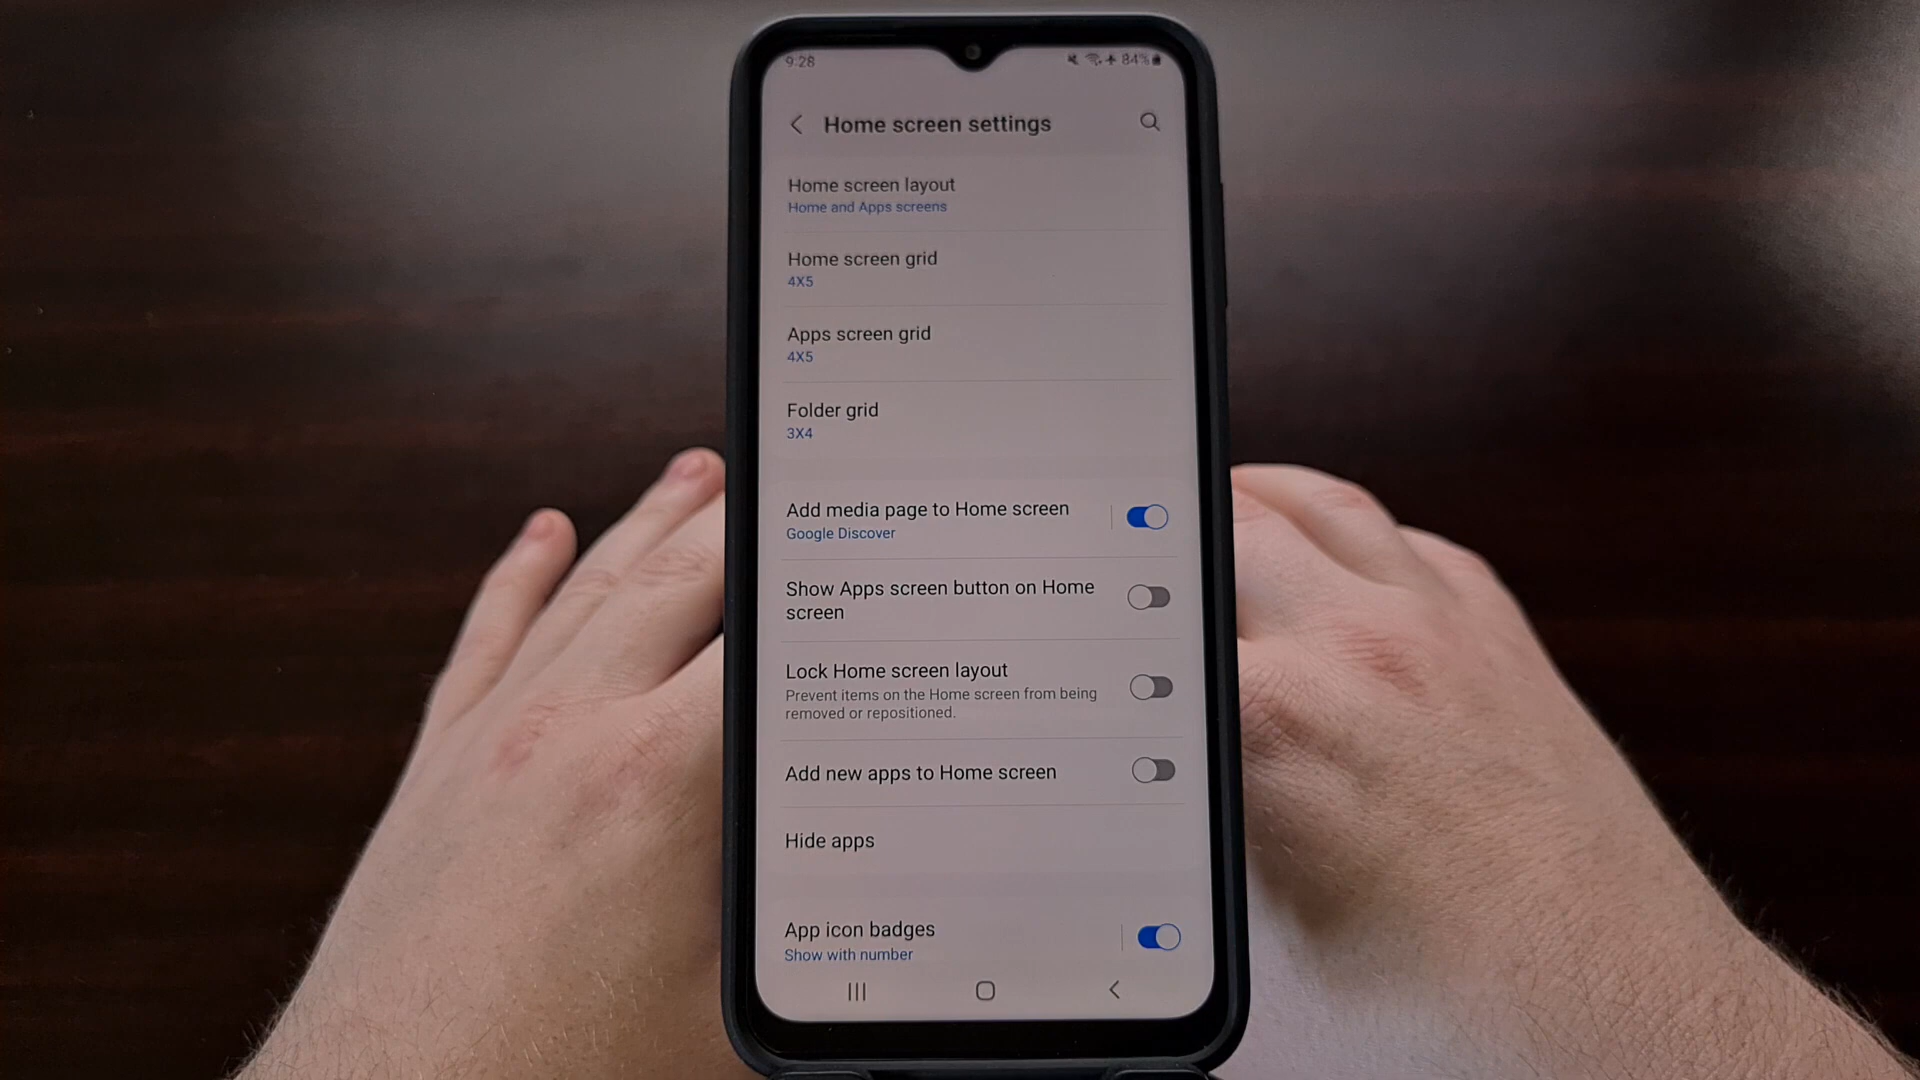 9:28
84%
Home screen settings
Home screen layout
Home and Apps screens
Home screen grid
4X5
Apps screen grid
4X5
Folder grid
3X4
Add media page to Home screen
Google Discover
Show Apps screen button on Home
screen
Lock Home screen layout
Prevent items on the Home screen from being
removed or repositioned.
Add new apps to Home screen
Hide apps
App icon badges
Show with number